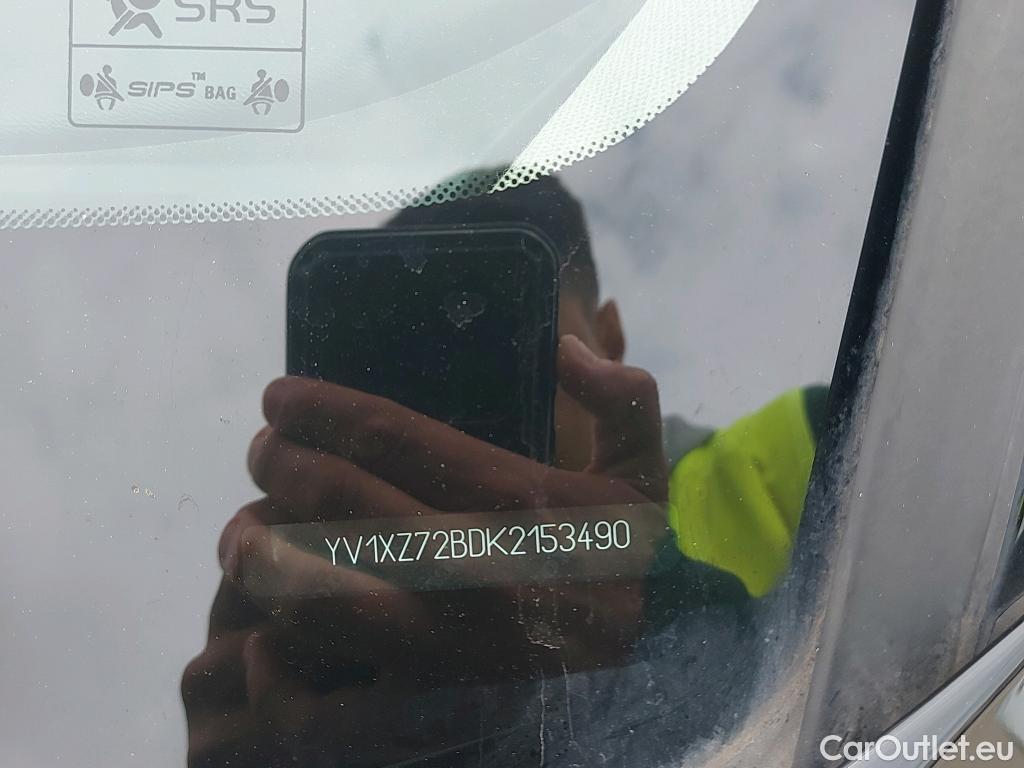 SRS
SIPS™ BAG
YV1XZ72BDK2153490
CarOutlet.eu